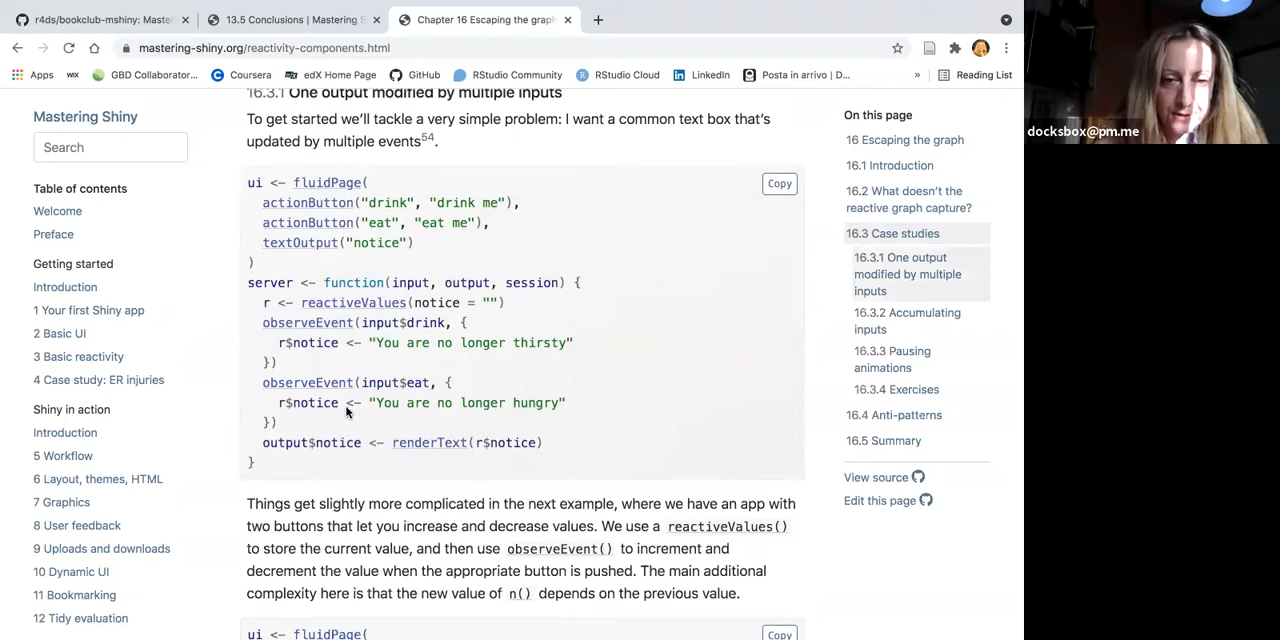 r4ds/bookclub-mshiny: Master
13.5 Conclusions | Mastering S
Chapter 16 Escaping the graph
mastering-shiny.org/reactivity-components.html
Apps
WIX
GBD Collaborator...
Coursera
edX Home Page
GitHub
RStudio Community
RStudio Cloud
LinkedIn
Posta in arrivo | D...
»
Reading List
docksbox@pm.me
Mastering Shiny
Search
Table of contents
Welcome
Preface
Getting started
Introduction
1 Your first Shiny app
2 Basic UI
3 Basic reactivity
4 Case study: ER injuries
Shiny in action
Introduction
5 Workflow
6 Layout, themes, HTML
7 Graphics
8 User feedback
9 Uploads and downloads
10 Dynamic UI
11 Bookmarking
12 Tidy evaluation
16.3.1 One output modified by multiple inputs
To get started we'll tackle a very simple problem: I want a common text box that's
updated by multiple events54.
Copy
ui <- fluidPage(
  actionButton("drink", "drink me"),
  actionButton("eat", "eat me"),
  textOutput("notice")
)
server <- function(input, output, session) {
  r <- reactiveValues(notice = "")
  observeEvent(input$drink, {
    r$notice <- "You are no longer thirsty"
  })
  observeEvent(input$eat, {
    r$notice <- "You are no longer hungry"
  })
  output$notice <- renderText(r$notice)
}
Things get slightly more complicated in the next example, where we have an app with
two buttons that let you increase and decrease values. We use a reactiveValues()
to store the current value, and then use observeEvent() to increment and
decrement the value when the appropriate button is pushed. The main additional
complexity here is that the new value of n() depends on the previous value.
ui <- fluidPage(
Copy
On this page
16 Escaping the graph
16.1 Introduction
16.2 What doesn't the
reactive graph capture?
16.3 Case studies
16.3.1 One output
modified by multiple
inputs
16.3.2 Accumulating
inputs
16.3.3 Pausing
animations
16.3.4 Exercises
16.4 Anti-patterns
16.5 Summary
View source
Edit this page